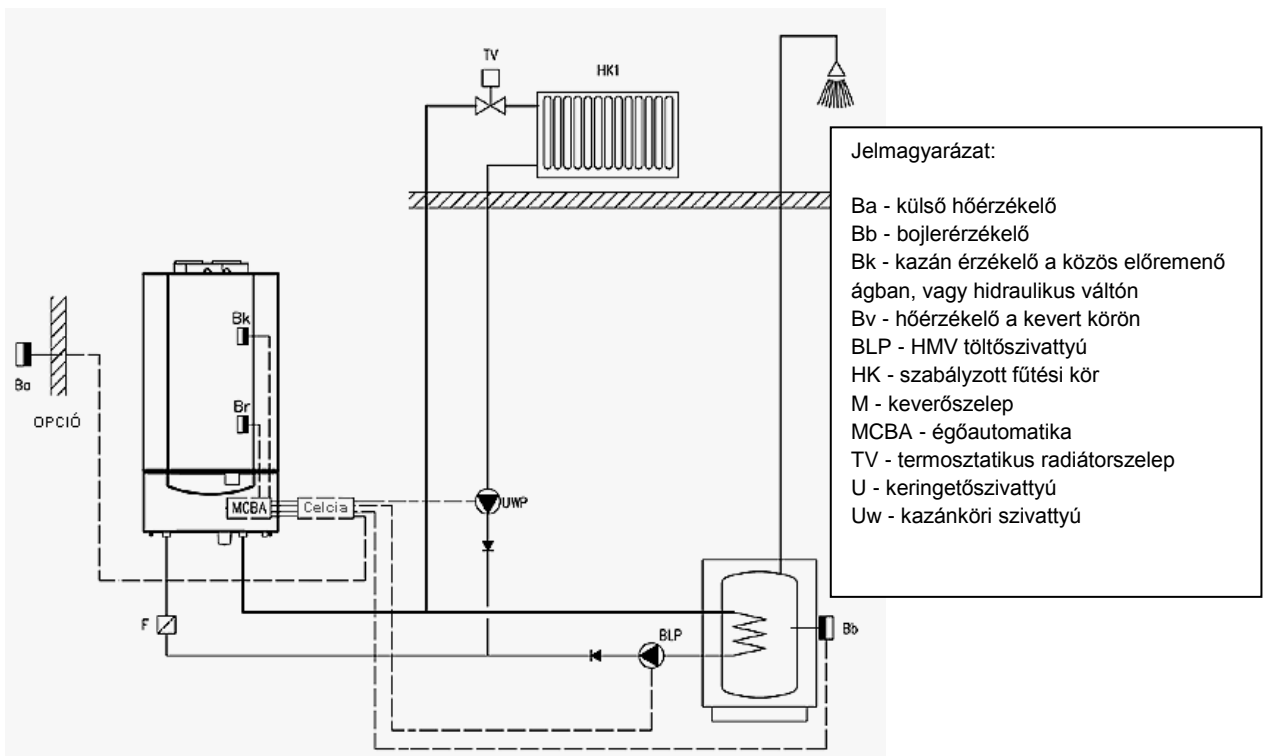 TV
HK1
Jelmagyarázat:
Ba - külső hőérzékelő
Bb - bojlerérzékelő
Bk - kazán érzékelő a közös előremenő
ágban, vagy hidraulikus váltón
Bv - hőérzékelő a kevert körön
BLP - HMV töltőszivattyú
HK - szabályzott fűtési kör
M - keverőszelep
MCBA - égőautomatika
TV - termosztatikus radiátorszelep
U - keringetőszivattyú
Uw - kazánköri szivattyú
Bk
Ba
OPCIÓ
Br
MCBA
Celcia
UWP
F
BLP
Bb